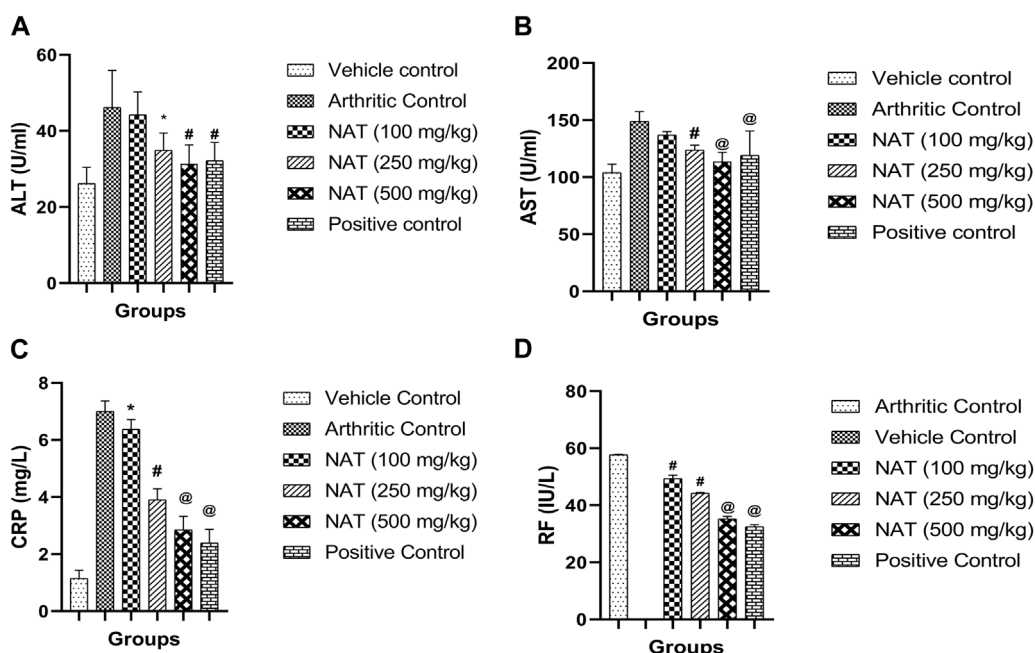 A
ALT (U/ml)
60
40
20
0
*
#
#
Groups
Vehicle control
Arthritic Control
NAT (100 mg/kg)
NAT (250 mg/kg)
NAT (500 mg/kg)
Positive control
B
AST (U/ml)
200
150
100
50
0
#
@
@
Groups
Vehicle control
Arthritic Control
NAT (100 mg/kg)
NAT (250 mg/kg)
NAT (500 mg/kg)
Positive control
C
CRP (mg/L)
8
6
4
2
0
*
#
@
@
Groups
Vehicle Control
Arthritic Control
NAT (100 mg/kg)
NAT (250 mg/kg)
NAT (500 mg/kg)
Positive Control
D
RF (IU/L)
80
60
40
20
0
#
#
@
@
Groups
Arthritic Control
Vehicle Control
NAT (100 mg/kg)
NAT (250 mg/kg)
NAT (500 mg/kg)
Positive Control